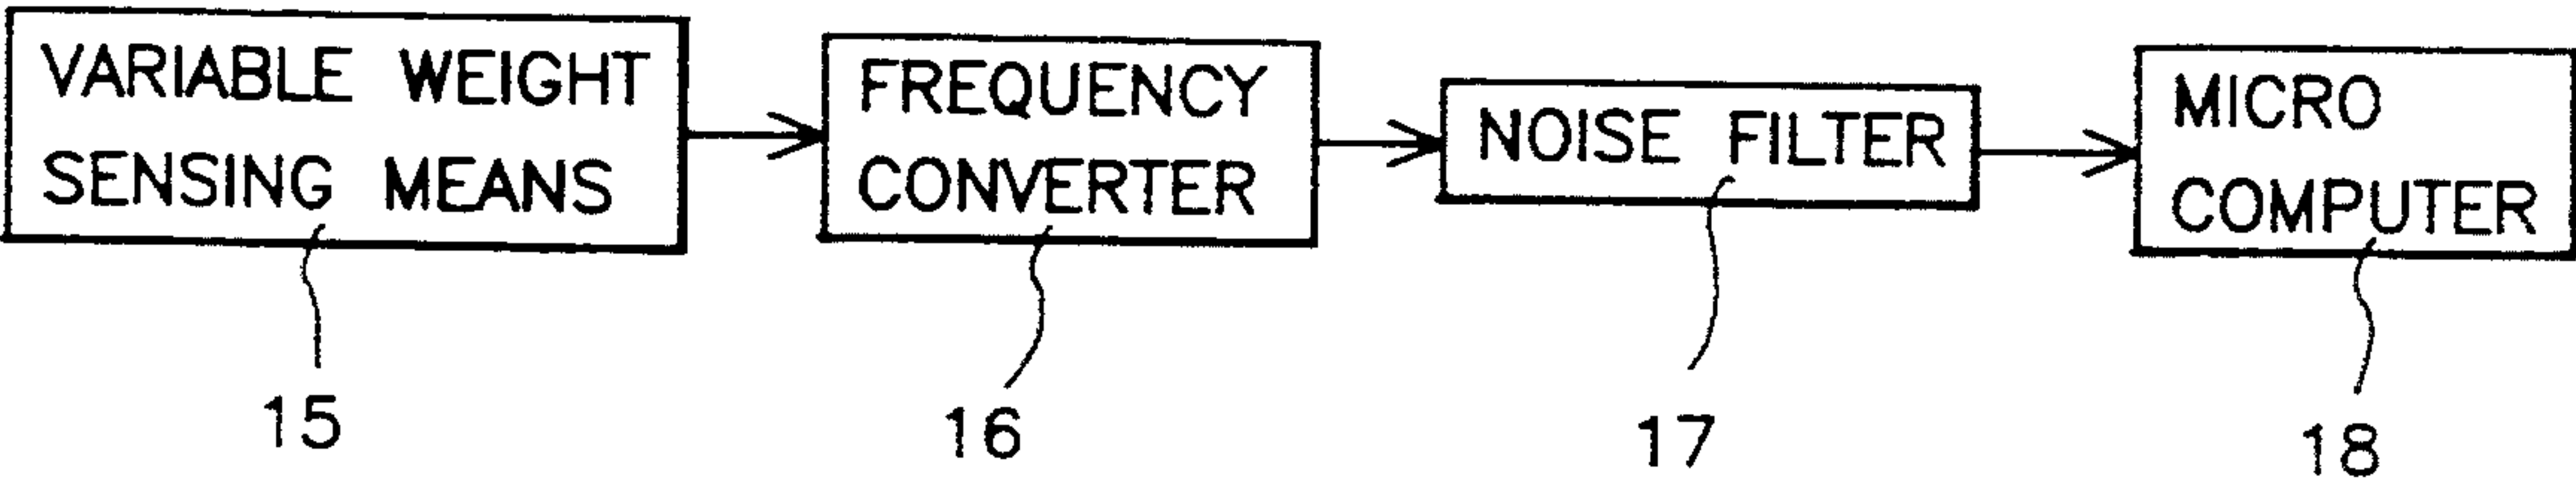 VARIABLE WEIGHT
SENSING MEANS
FREQUENCY
CONVERTER
NOISE FILTER
MICRO
COMPUTER
15
16
17
18